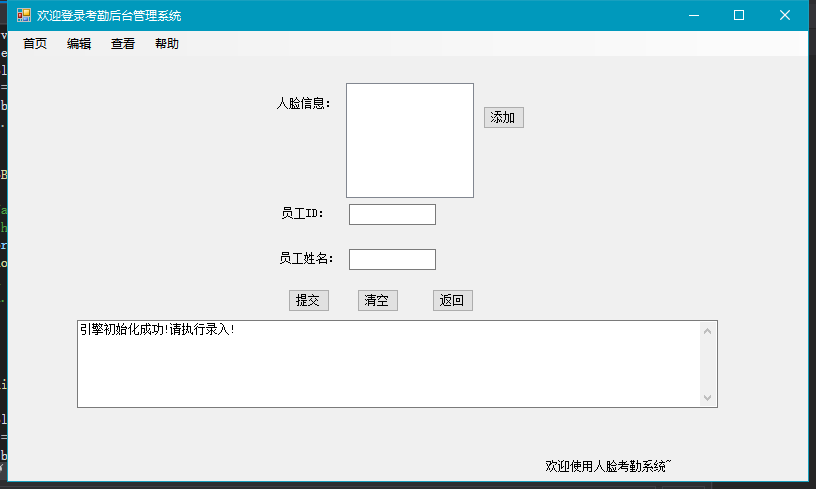 欢迎登录考勤后台管理系统
首页 编辑 查看 帮助
人脸信息：
添加
员工ID：
员工姓名：
提交 清空 返回
引擎初始化成功!请执行录入!
欢迎使用人脸考勤系统~